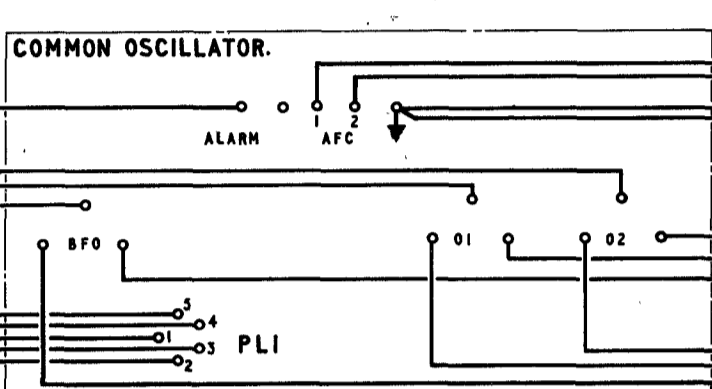 COMMON OSCILLATOR.
1 2
ALARM AFC
BFO 01 02
5
4
1
3 PL1
2